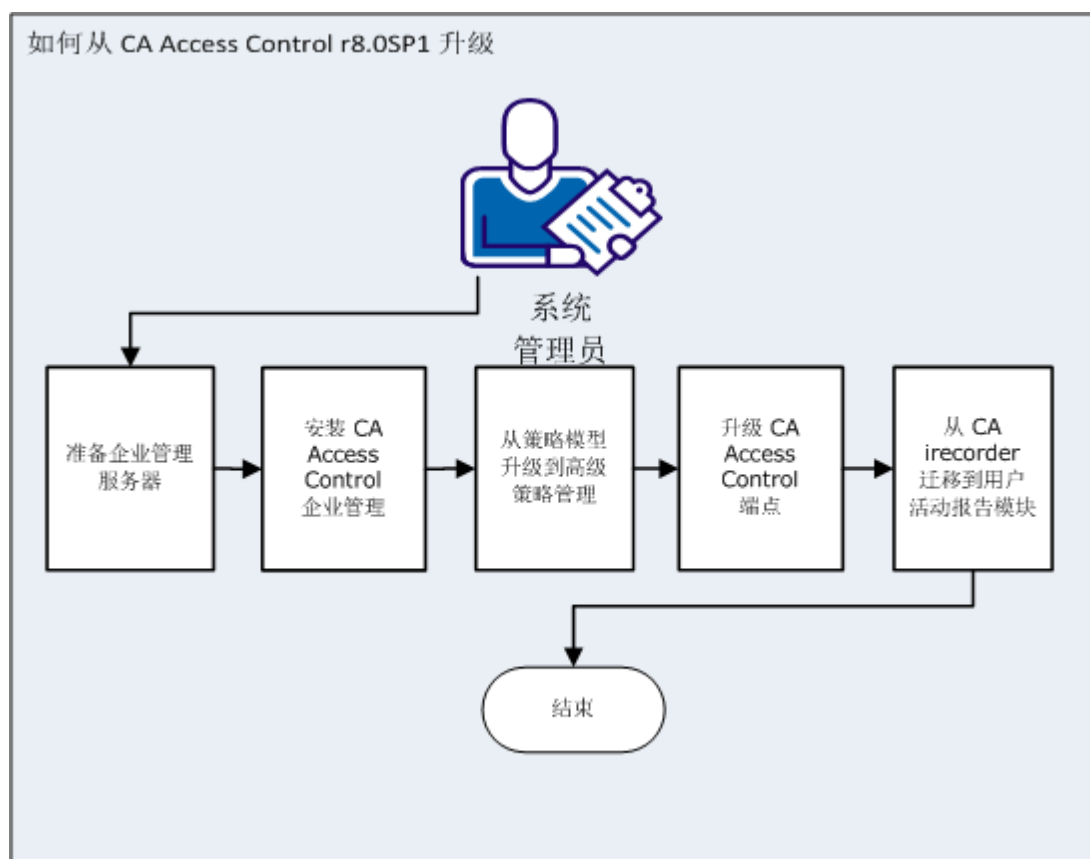 如何从 CA Access Control r8.0SP1 升级
系统
管理员
准备企业管理
服务器
安装 CA
Access
Control
企业管理
从策略模型
升级到高级
策略管理
升级 CA
Access
Control
端点
从 CA
irecorder
迁移到用户
活动报告模块
结束